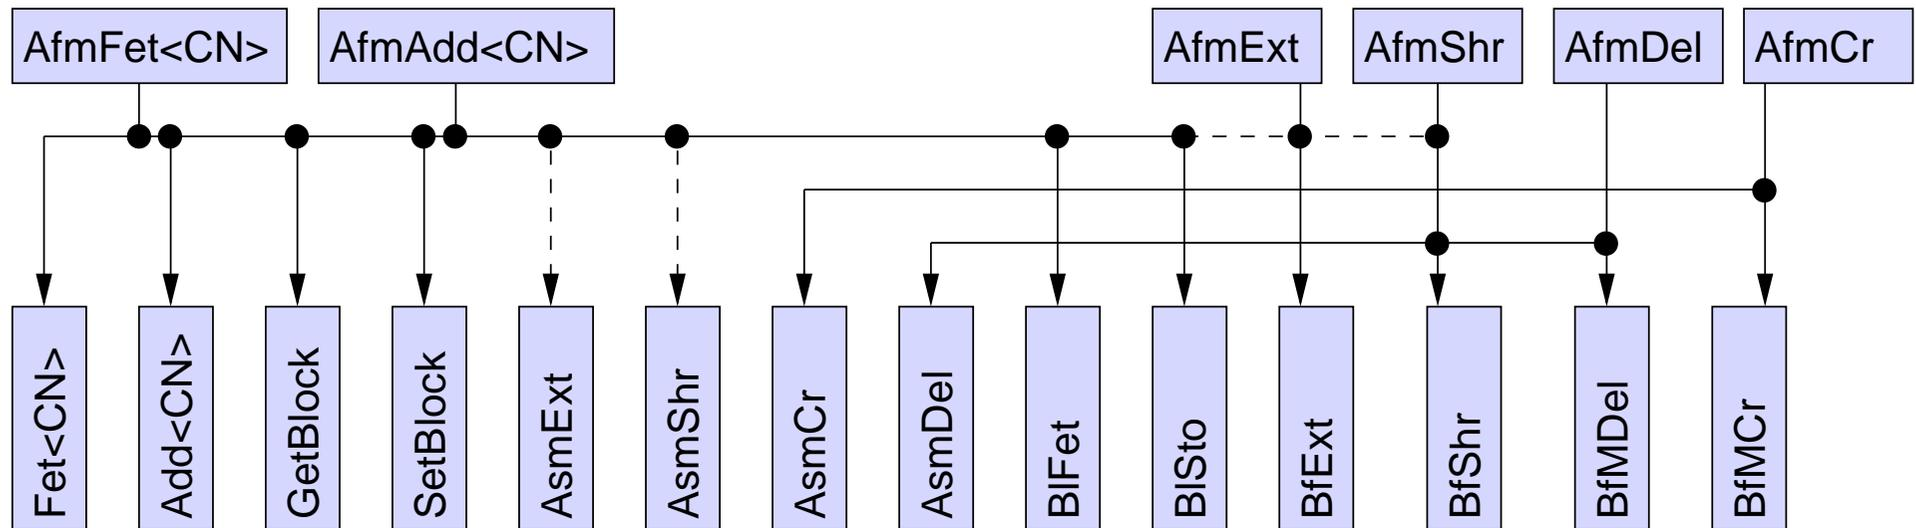 AfmFet<CN>
AfmAdd<CN>
AfmExt
AfmShr
AfmDel
AfmCr
Fet<CN>
Add<CN>
GetBlock
SetBlock
AsmExt
AsmShr
AsmCr
AsmDel
BlFet
BlSto
BfExt
BfShr
BfMDel
BfMCr